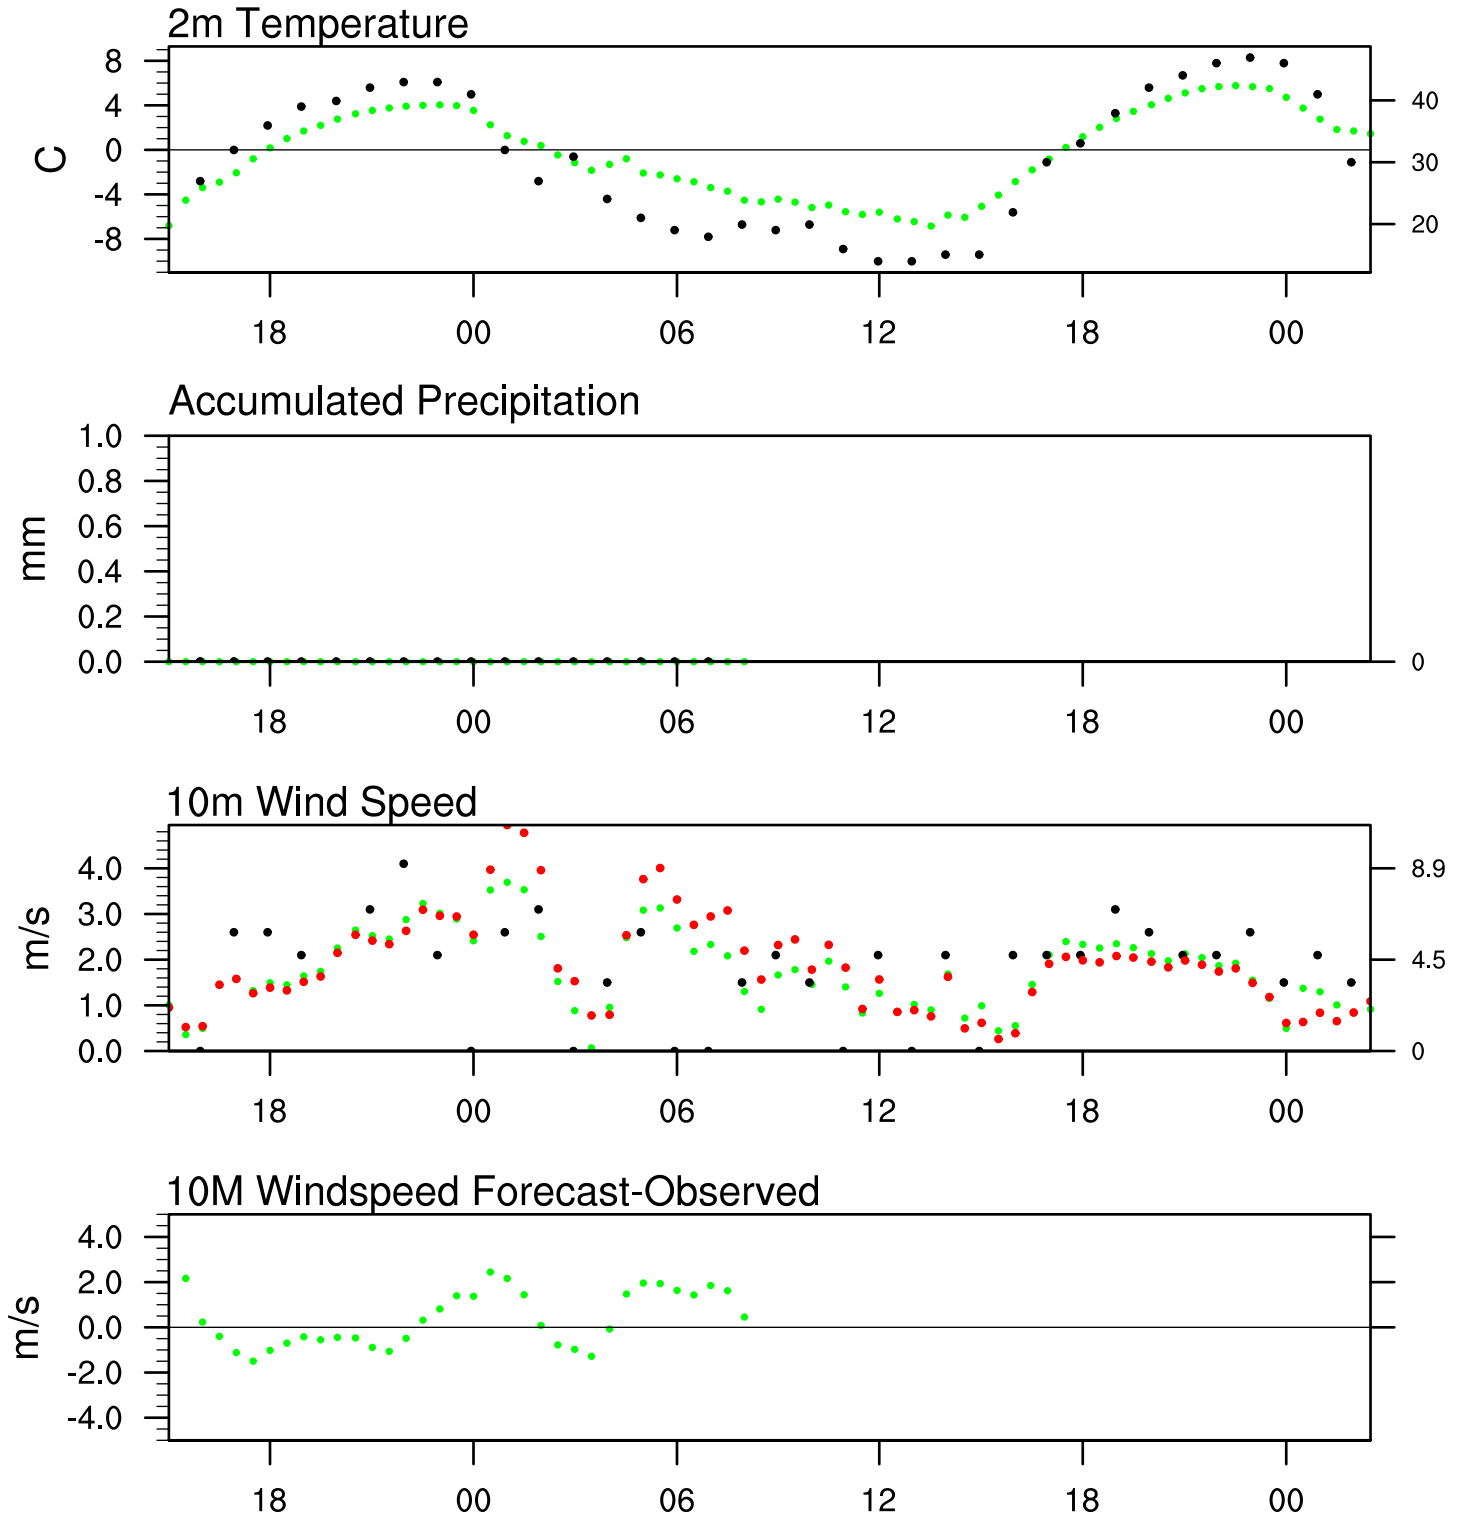 2m Temperature
8
4
0
-4
-8
C
40
30
20
18 00 06 12 18 00
Accumulated Precipitation
1.0
0.8
0.6
0.4
0.2
0.0
mm
0
18 00 06 12 18 00
10m Wind Speed
4.0
3.0
2.0
1.0
0.0
m/s
8.9
4.5
0
18 00 06 12 18 00
10M Windspeed Forecast-Observed
4.0
2.0
0.0
-2.0
-4.0
m/s
18 00 06 12 18 00